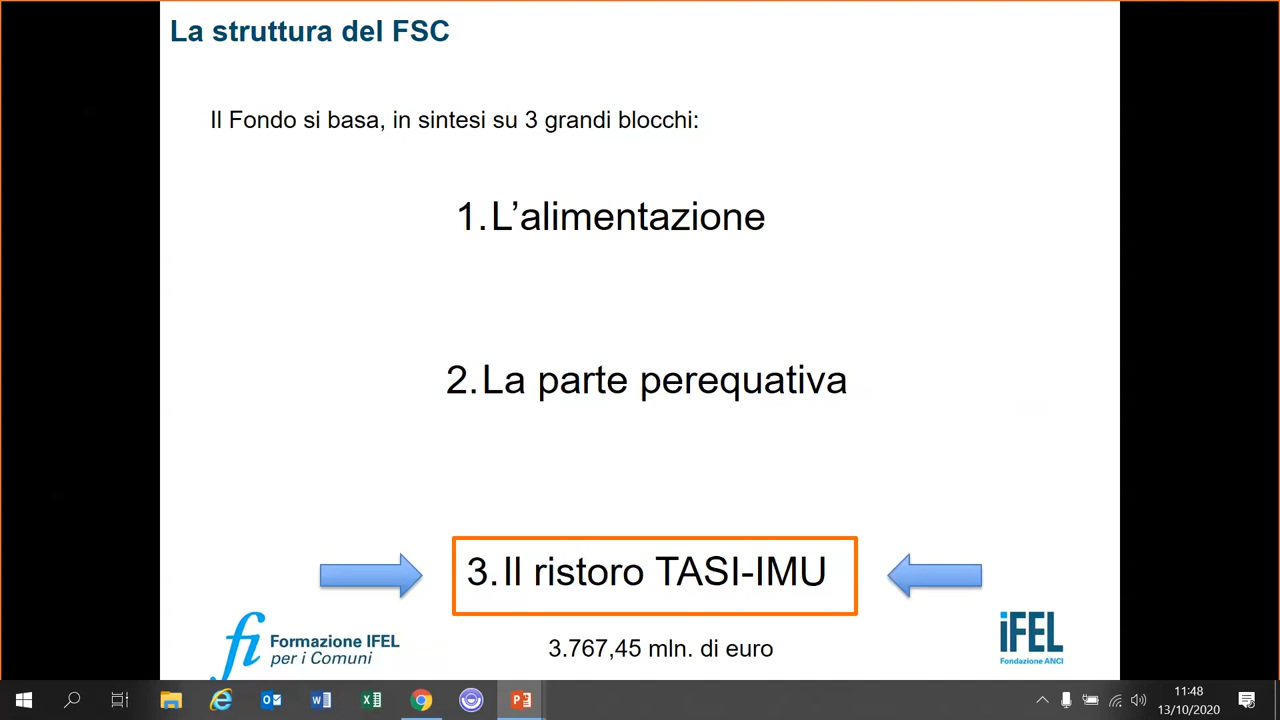 La struttura del FSC
Il Fondo si basa, in sintesi su 3 grandi blocchi:
1.L’alimentazione
2.La parte perequativa
3.Il ristoro TASI-IMU
3.767,45 mln. di euro
fi Formazione IFEL
per i Comuni
iFEL
Fondazione ANCI
11:48
13/10/2020